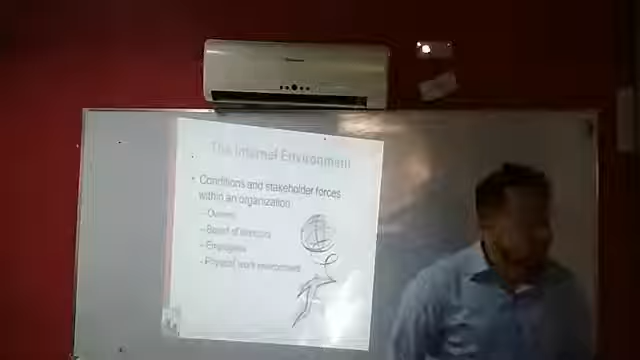 The Internal Environment
• Conditions and stakeholder forces
within an organization
– Owners
– Board of directors
– Employees
– Physical work environment